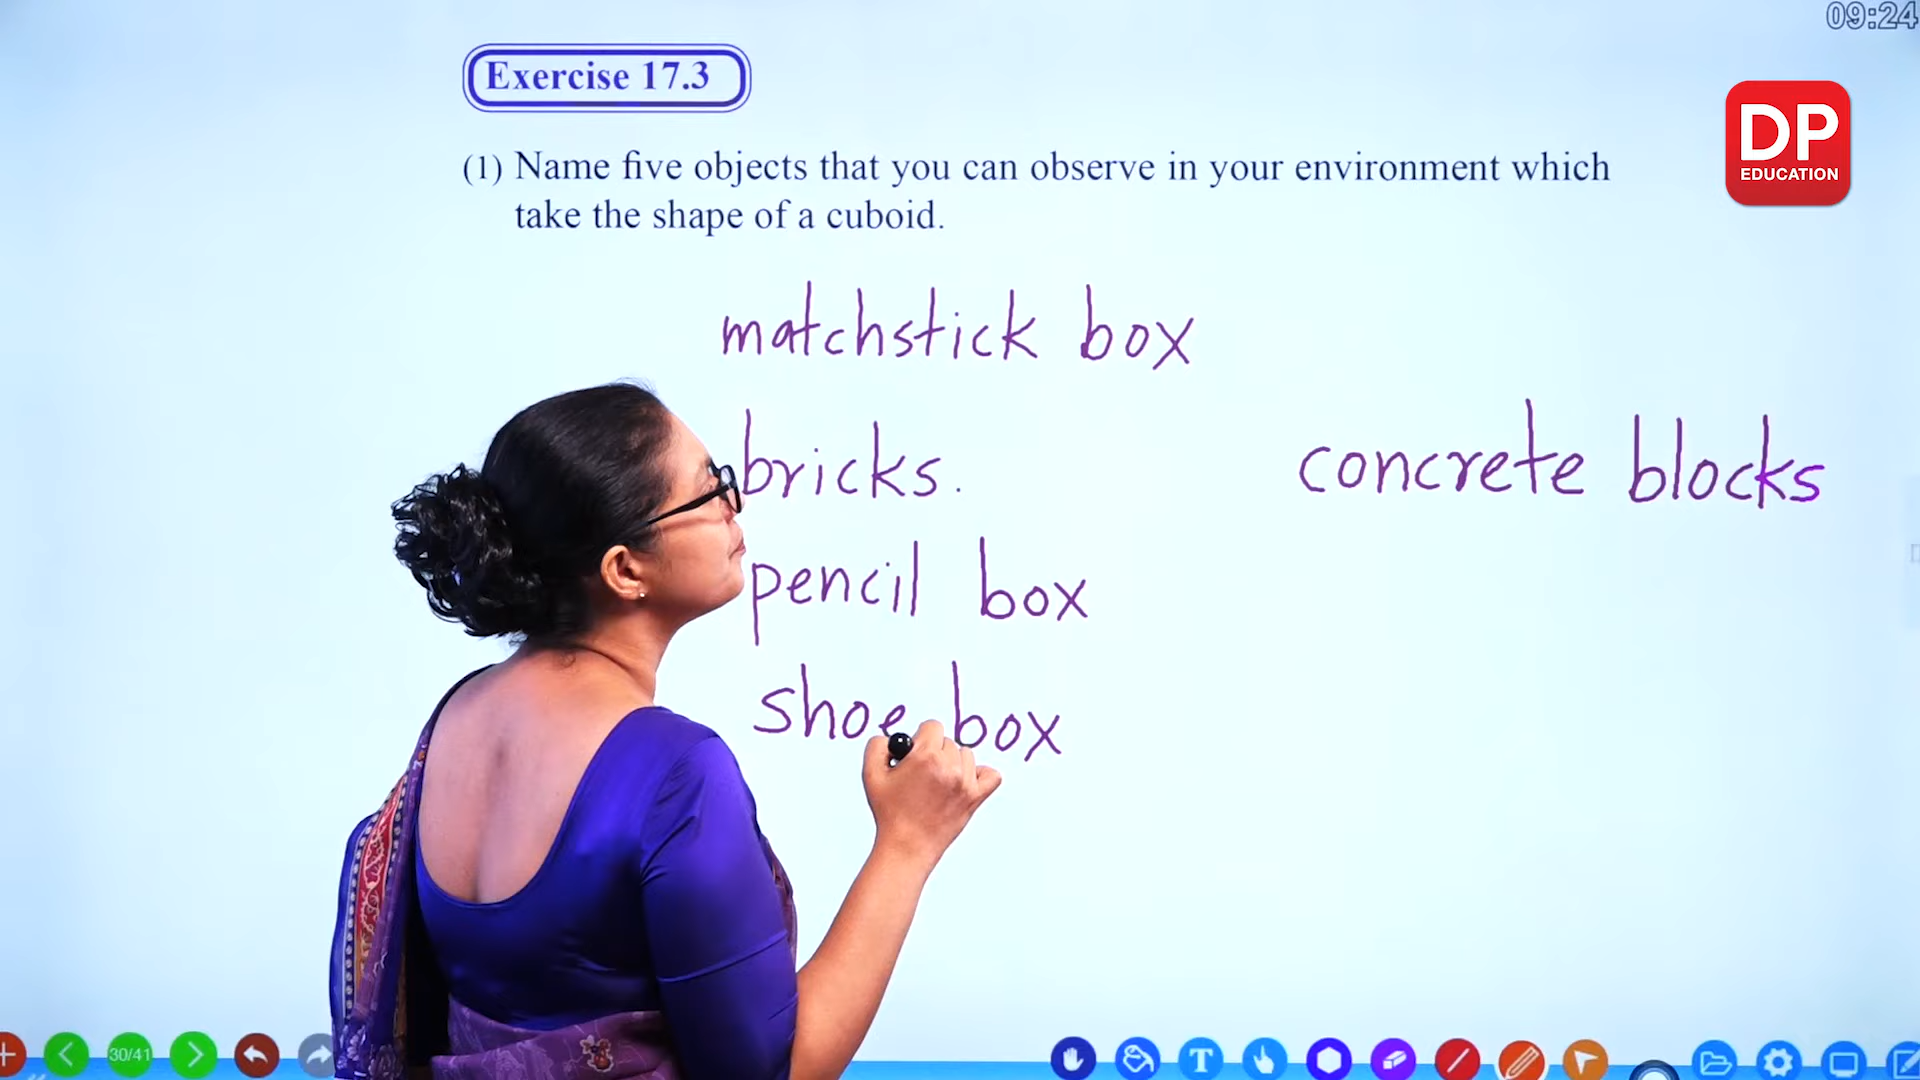 09:24
Exercise 17.3
DP
EDUCATION
(1) Name five objects that you can observe in your environment which
take the shape of a cuboid.
matchstick box
bricks.
concrete blocks
pencil box
shoe box
30/41
T